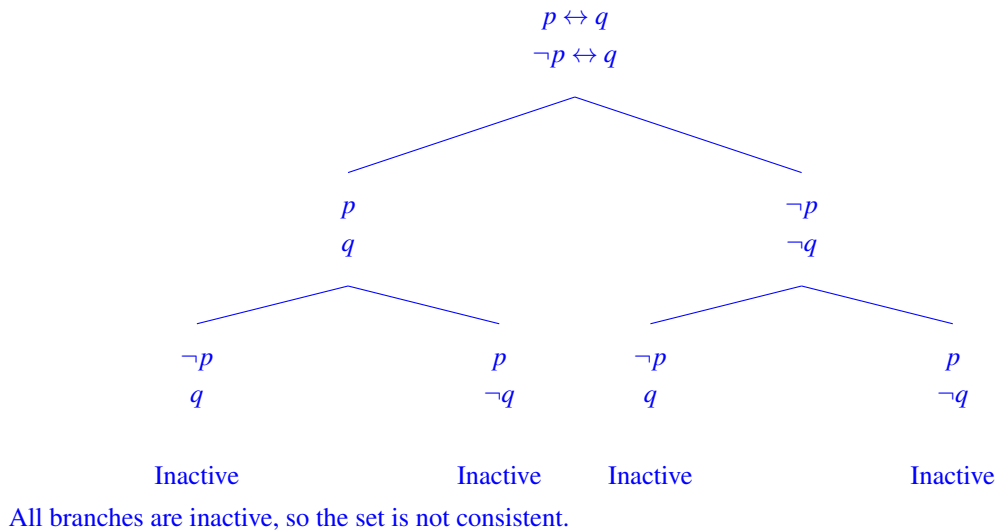 p ↔ q
¬p ↔ q
p ¬p
q ¬q
¬p p ¬p p
q ¬q q ¬q
Inactive Inactive Inactive Inactive
All branches are inactive, so the set is not consistent.